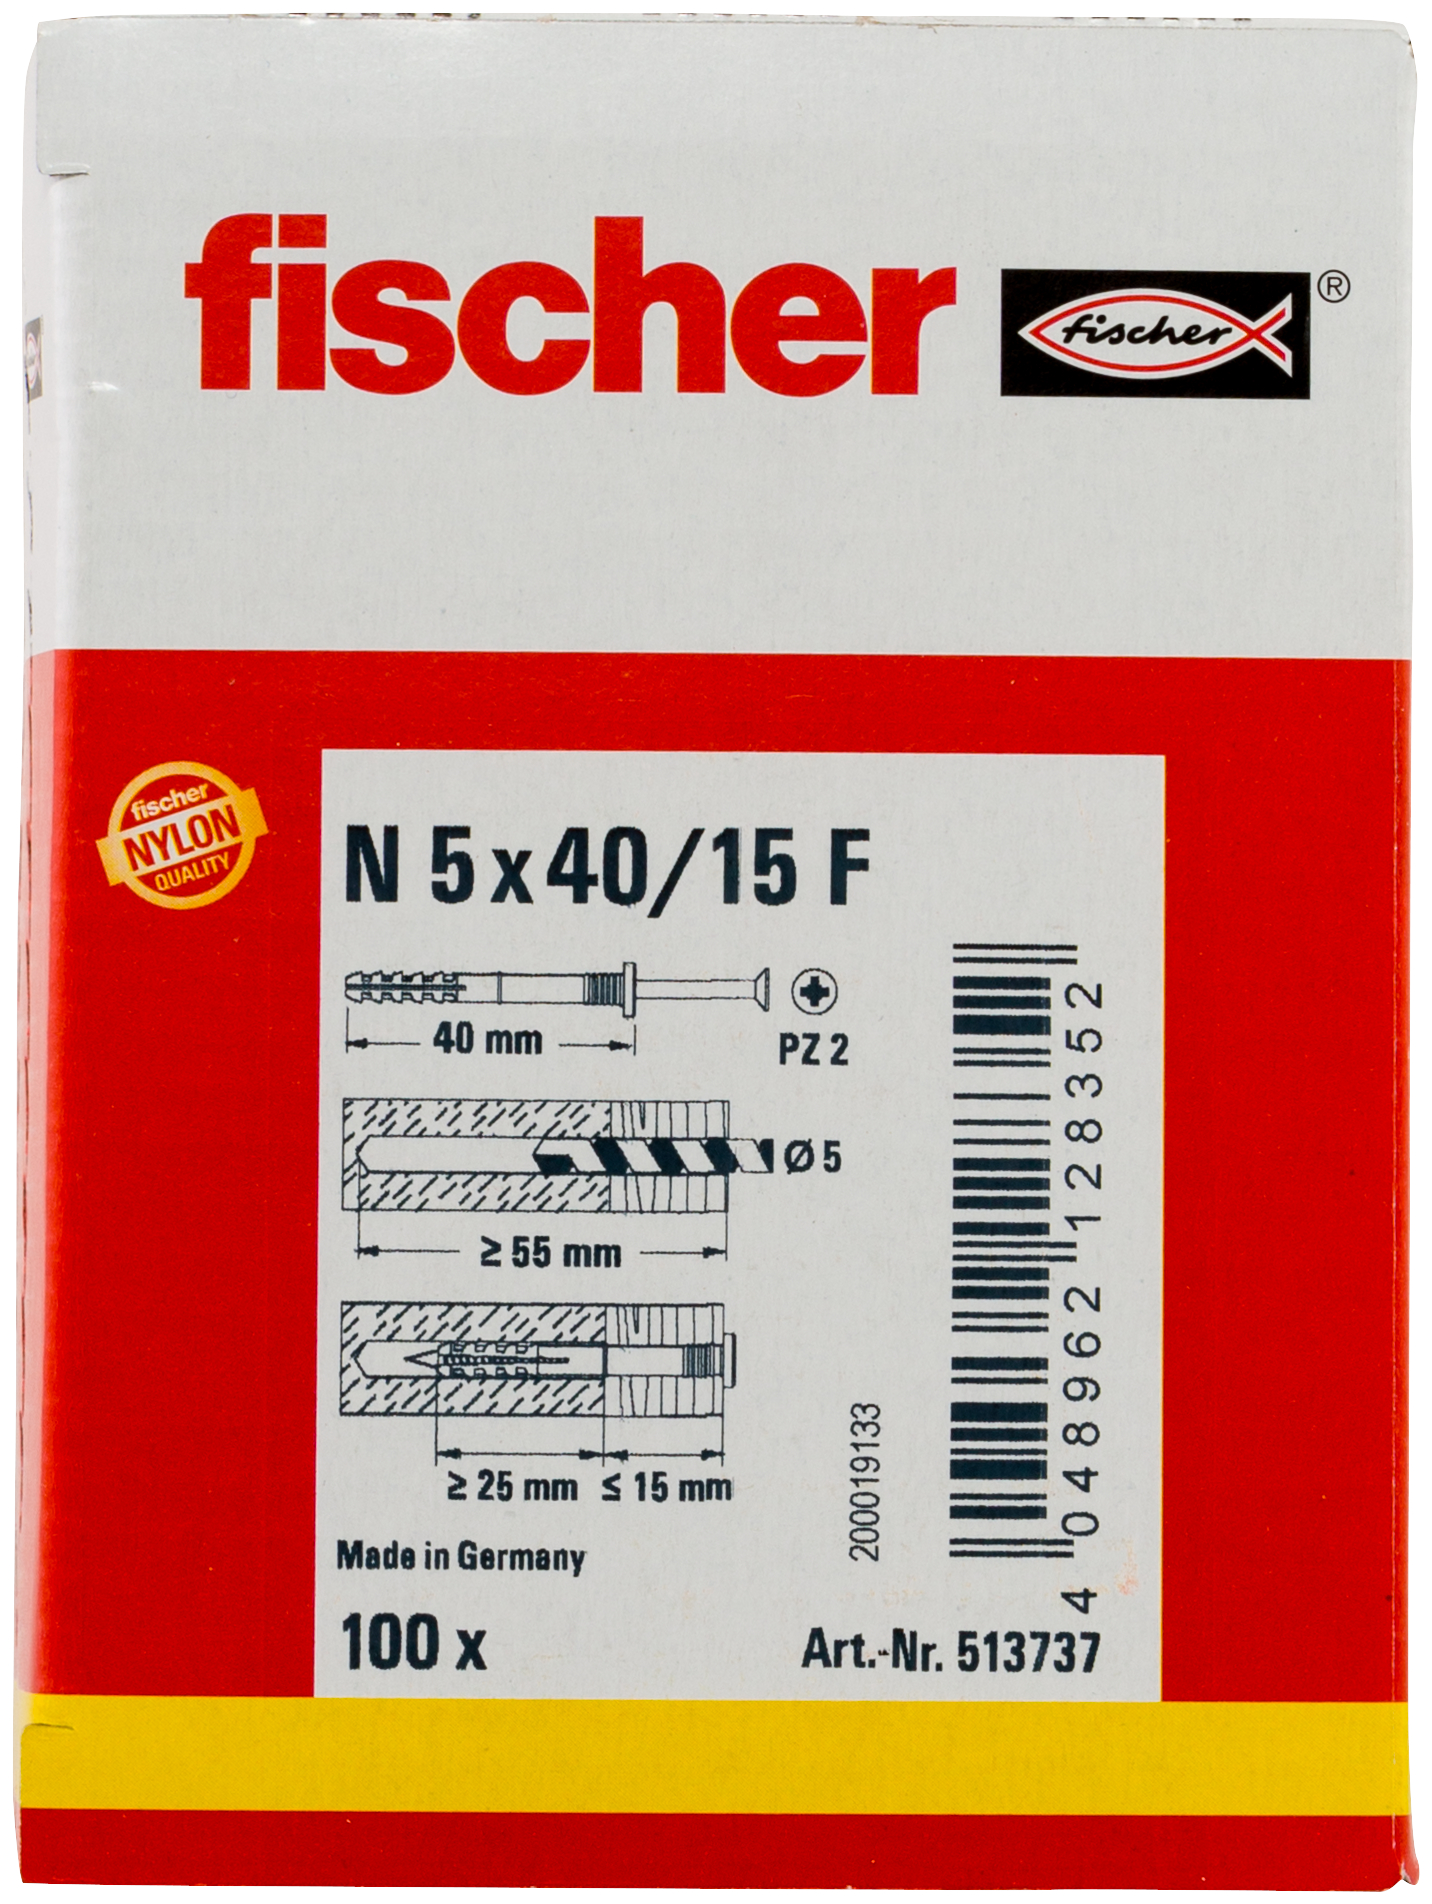 fischer
fischer ®
fischer
NYLON
QUALITY
N 5 x 40/15 F
40 mm
PZ 2
Ø 5
≥ 55 mm
≥ 25 mm ≤ 15 mm
Made in Germany
100 x
200019133
4 048962 128352
Art.-Nr. 513737